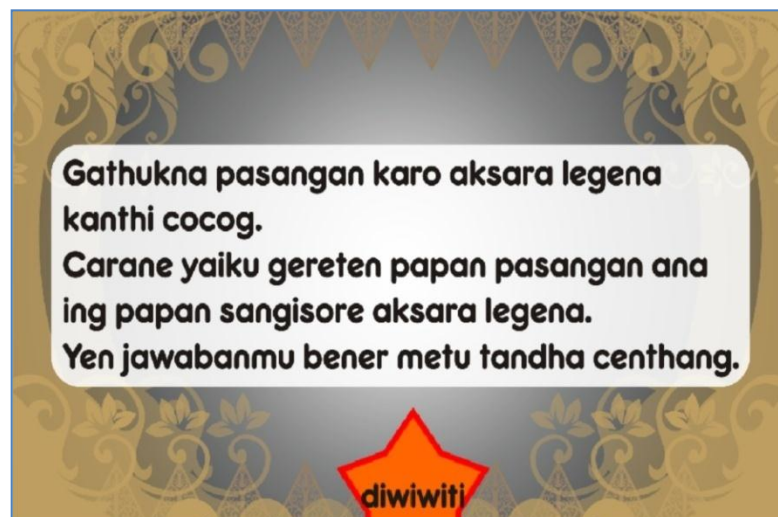 Gathukna pasangan karo aksara legena
kanthi cocog.
Carane yaiku gereten papan pasangan ana
ing papan sangisore aksara legena.
Yen jawabanmu bener metu tandha centhang.
diwiwiti